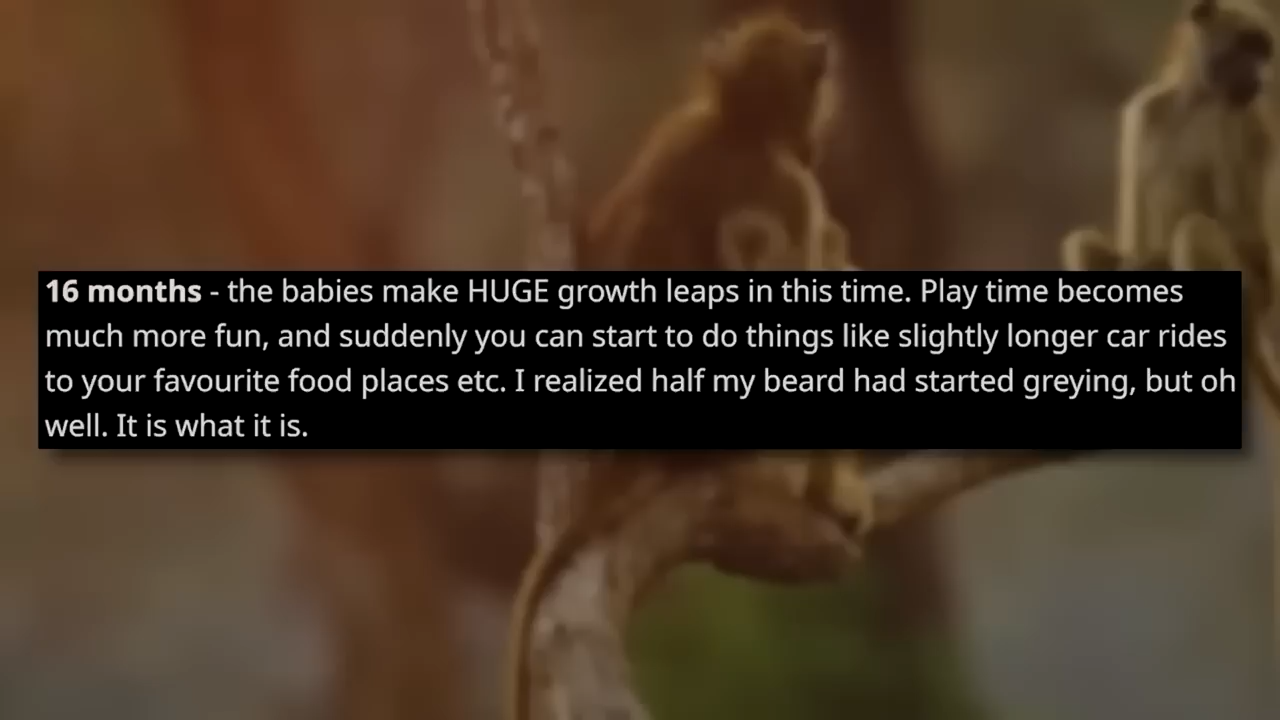 16 months - the babies make HUGE growth leaps in this time. Play time becomes
much more fun, and suddenly you can start to do things like slightly longer car rides
to your favourite food places etc. I realized half my beard had started greying, but oh
well. It is what it is.